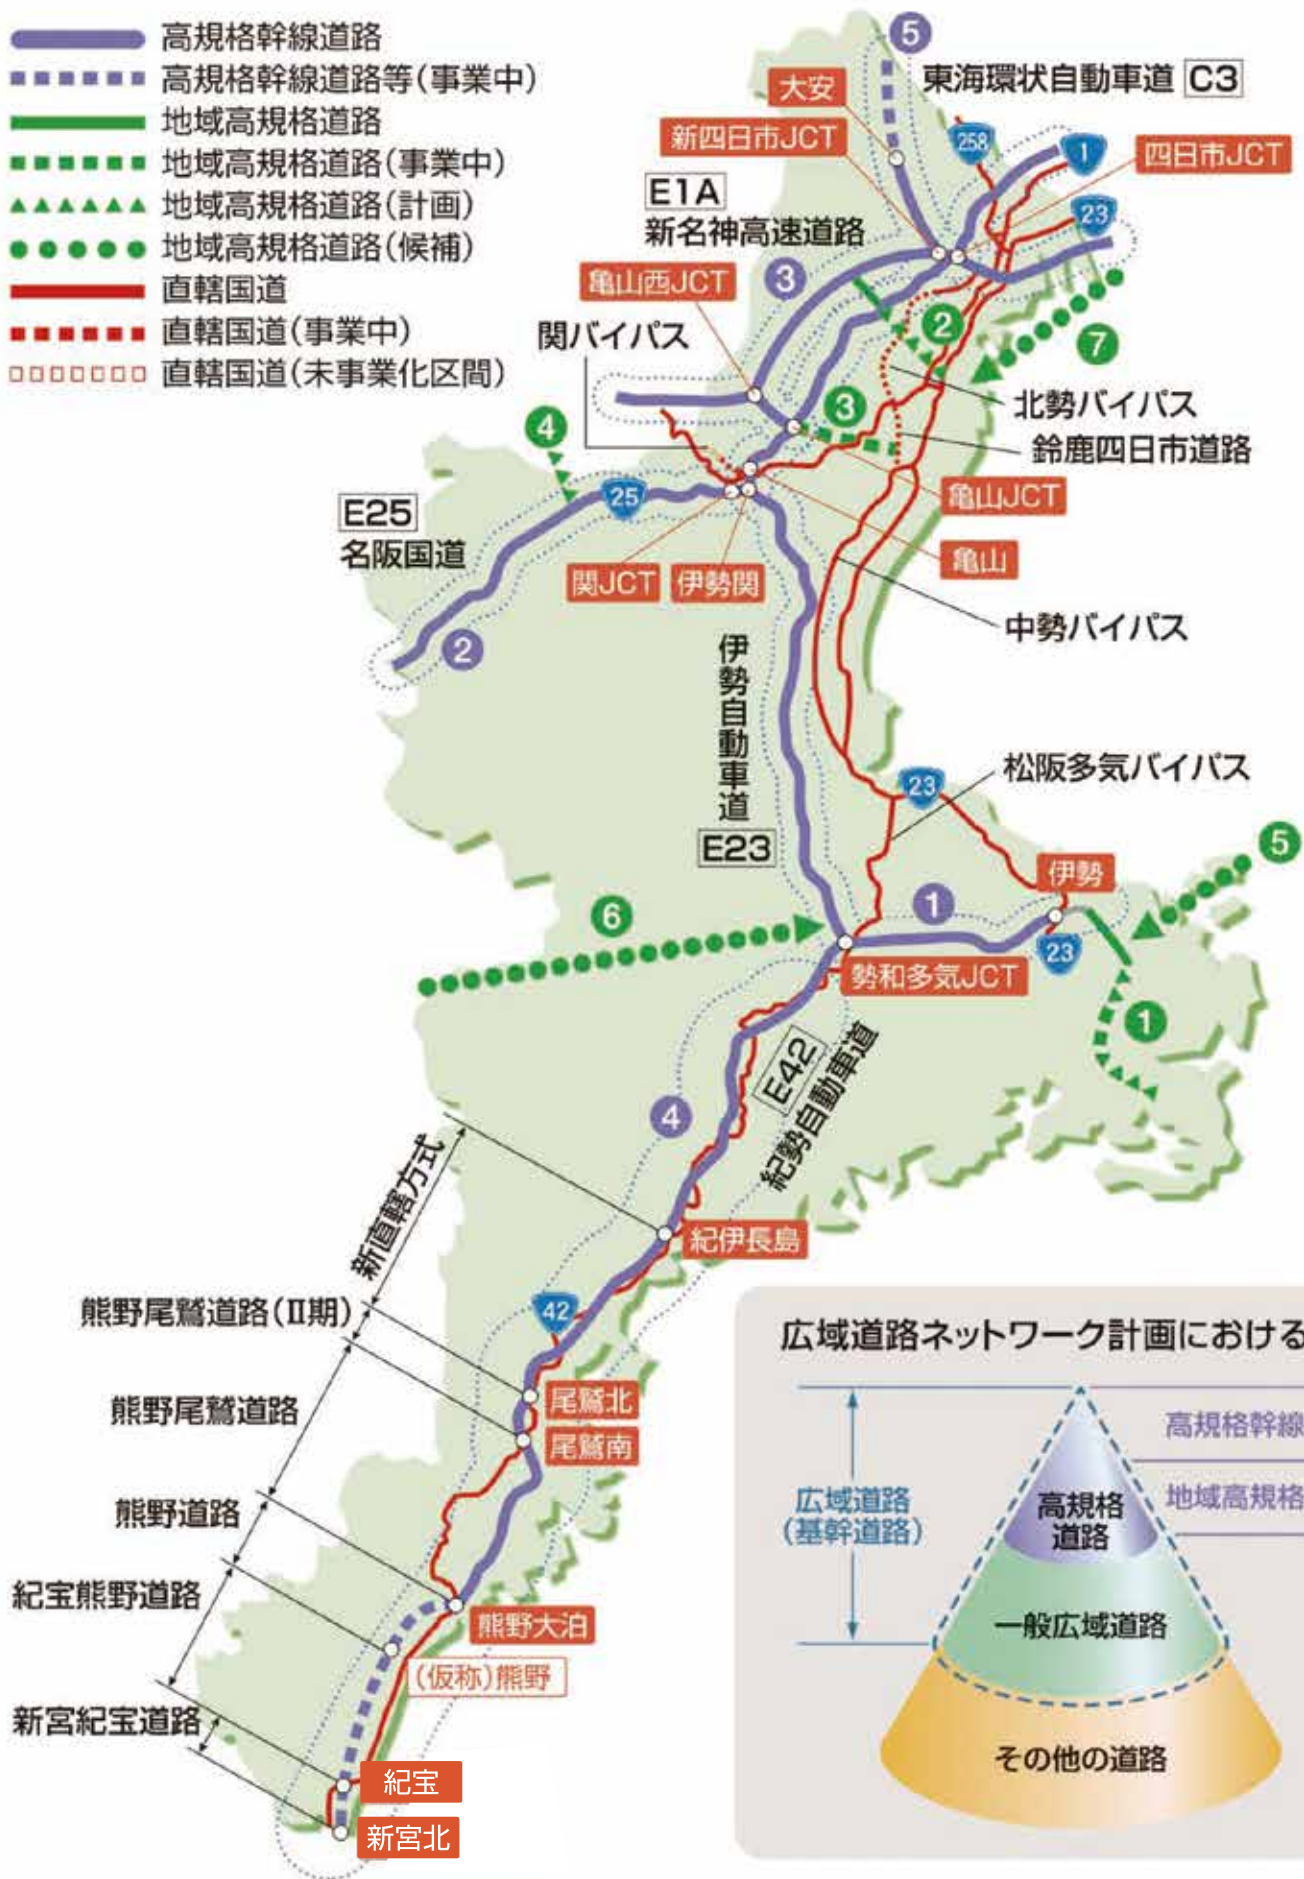 高規格幹線道路
高規格幹線道路等(事業中)
地域高規格道路
地域高規格道路(事業中)
地域高規格道路(計画)
地域高規格道路(候補)
直轄国道
直轄国道(事業中)
直轄国道(未事業化区間)
5
東海環状自動車道 C3
大安
新四日市JCT
258
1
四日市JCT
E1A
新名神高速道路
23
3
亀山西JCT
関バイパス
2
7
北勢バイパス
3
鈴鹿四日市道路
4
25
亀山JCT
E25
名阪国道
関JCT
伊勢関
亀山
中勢バイパス
2
伊勢自動車道
E23
松阪多気バイパス
23
5
伊勢
1
6
23
勢和多気JCT
1
E42
紀勢自動車道
4
新直轄方式
紀伊長島
熊野尾鷲道路(II期)
42
尾鷲北
熊野尾鷲道路
尾鷲南
熊野道路
紀宝熊野道路
熊野大泊
(仮称)熊野
新宮紀宝道路
紀宝
新宮北
広域道路ネットワーク計画における
高規格幹線
地域高規格
広域道路
(基幹道路)
高規格
道路
一般広域道路
その他の道路